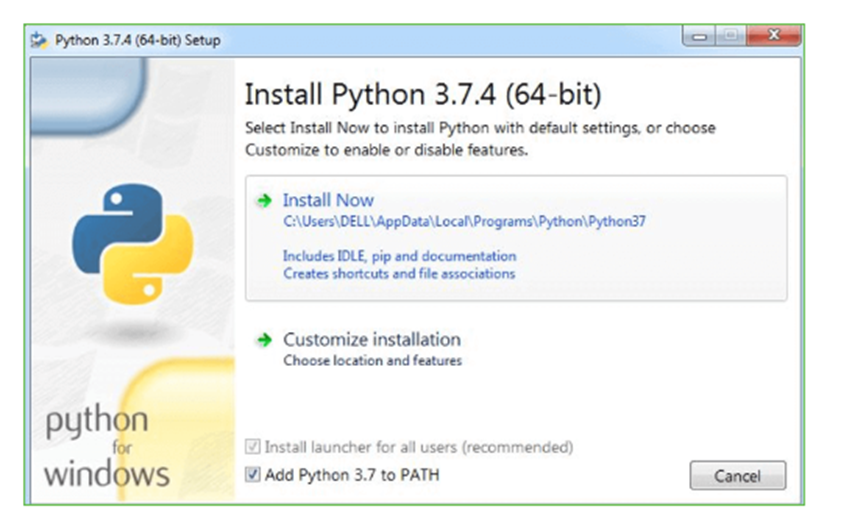 Python 3.7.4 (64-bit) Setup
Install Python 3.7.4 (64-bit)
Select Install Now to install Python with default settings, or choose
Customize to enable or disable features.
Install Now
C:\Users\DELL\AppData\Local\Programs\Python\Python37
Includes IDLE, pip and documentation
Creates shortcuts and file associations
Customize installation
Choose location and features
python
for
windows
Install launcher for all users (recommended)
Add Python 3.7 to PATH
Cancel